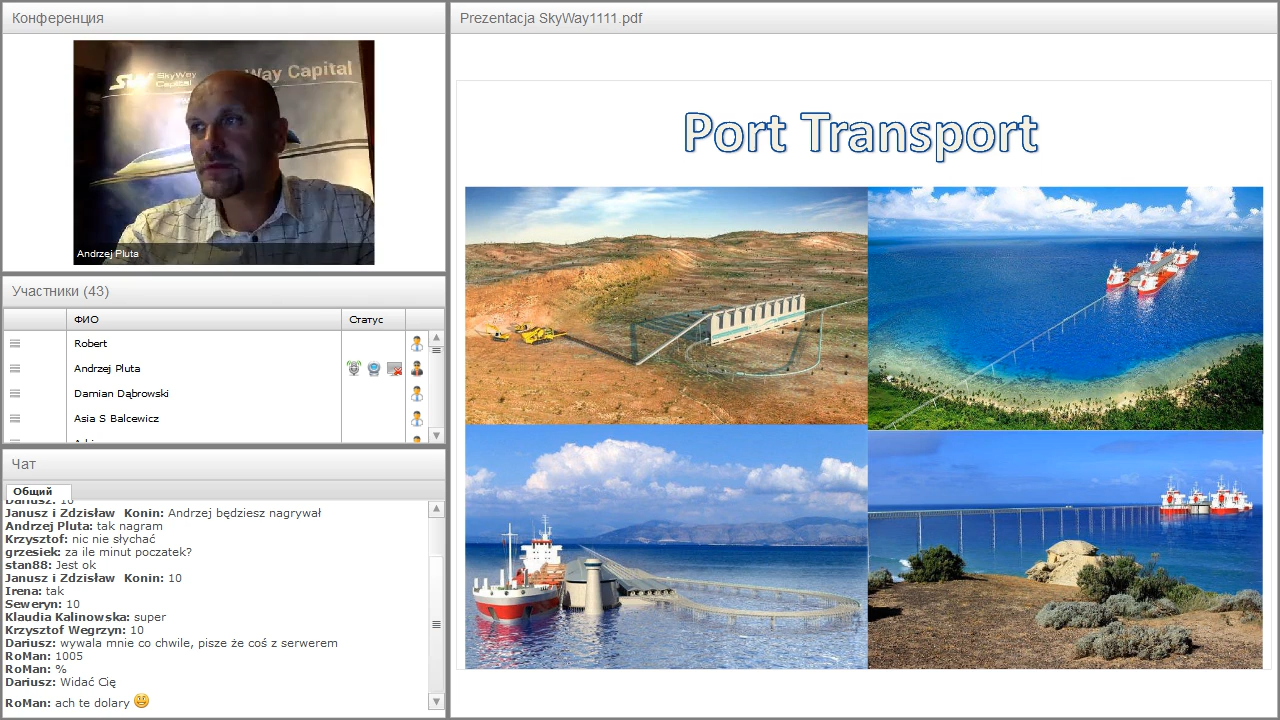 Конференция
SkyWay
Capital
Way Capital
Andrzej Pluta
Участники (43)
ФИО Статус
Robert
Andrzej Pluta
Damian Dąbrowski
Asia S Balcewicz
Чат
Общий
Dariusz: 10
Janusz i Zdzisław Konin: Andrzej będziesz nagrywał
Andrzej Pluta: tak nagram
Krzysztof: nic nie słychać
grzesiek: za ile minut poczatek?
stan88: Jest ok
Janusz i Zdzisław Konin: 10
Irena: tak
Seweryn: 10
Klaudia Kalinowska: super
Krzysztof Wegrzyn: 10
Dariusz: wywala mnie co chwile, pisze że coś z serwerem
RoMan: 1005
RoMan: %
Dariusz: Widać Cię
RoMan: ach te dolary
Prezentacja SkyWay1111.pdf
Port Transport